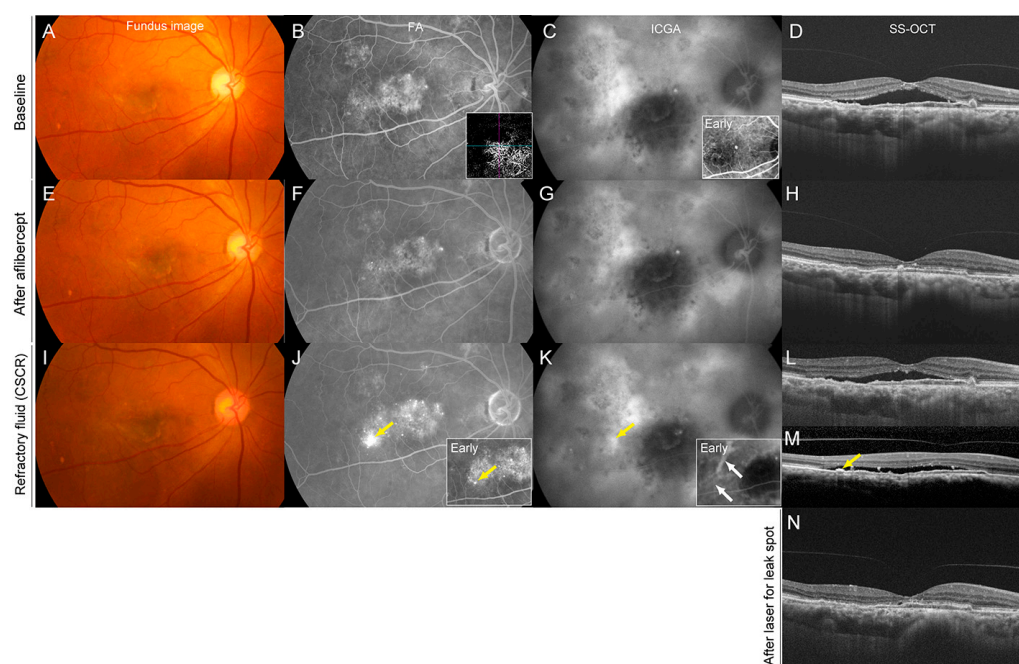 A Fundus image
B FA
C ICGA
D SS-OCT
Baseline
Early
E
F
G
H
After aflibercept
I
J
K
L
M
Refractory fluid (CSCR)
Early
Early
N
After laser for leak spot